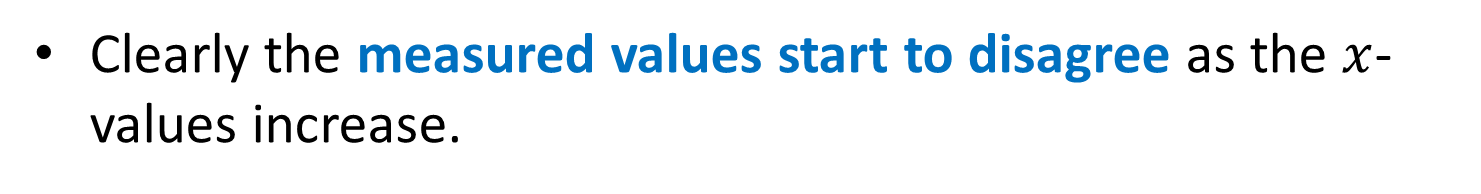 • Clearly the measured values start to disagree as the 𝑥-
values increase.